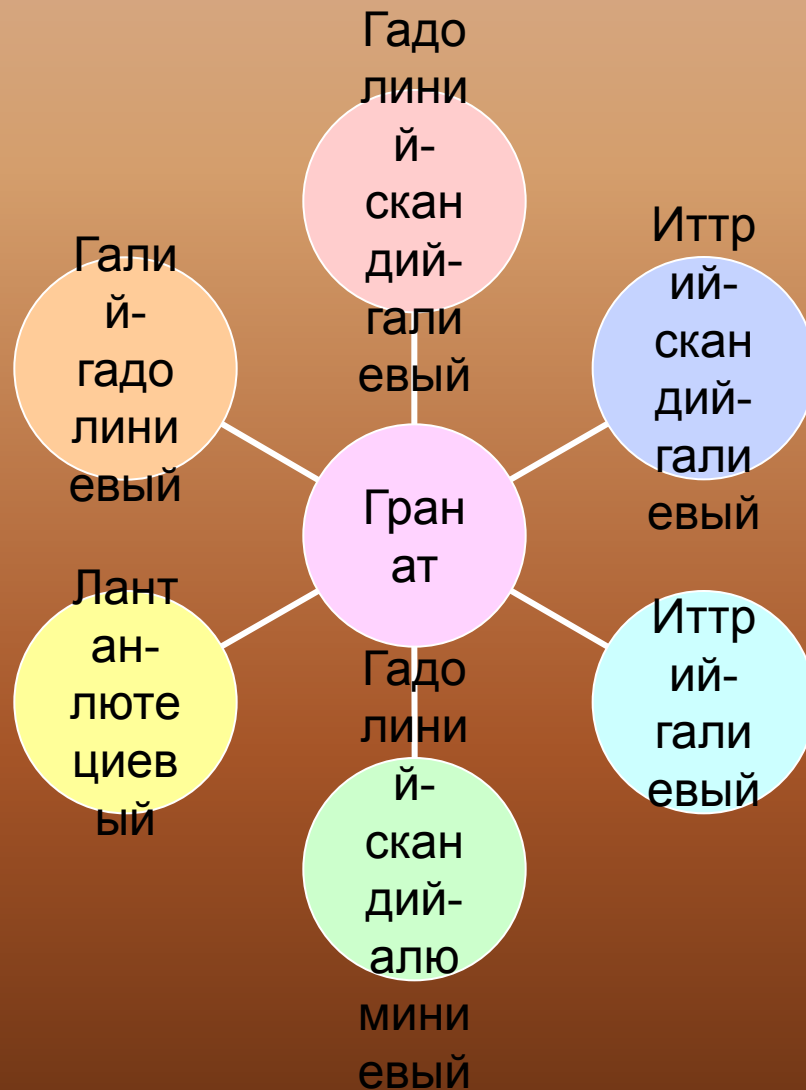 Гадо
лини
й-
скан
дий-
гали
евый
Иттр
ий-
скан
дий-
гали
евый
Иттр
ий-
гали
евый
Гадо
лини
й-
скан
дий-
алю
мини
евый
Лант
ан-
люте
циев
ый
Гали
й-
гадо
лини
евый
Гран
ат